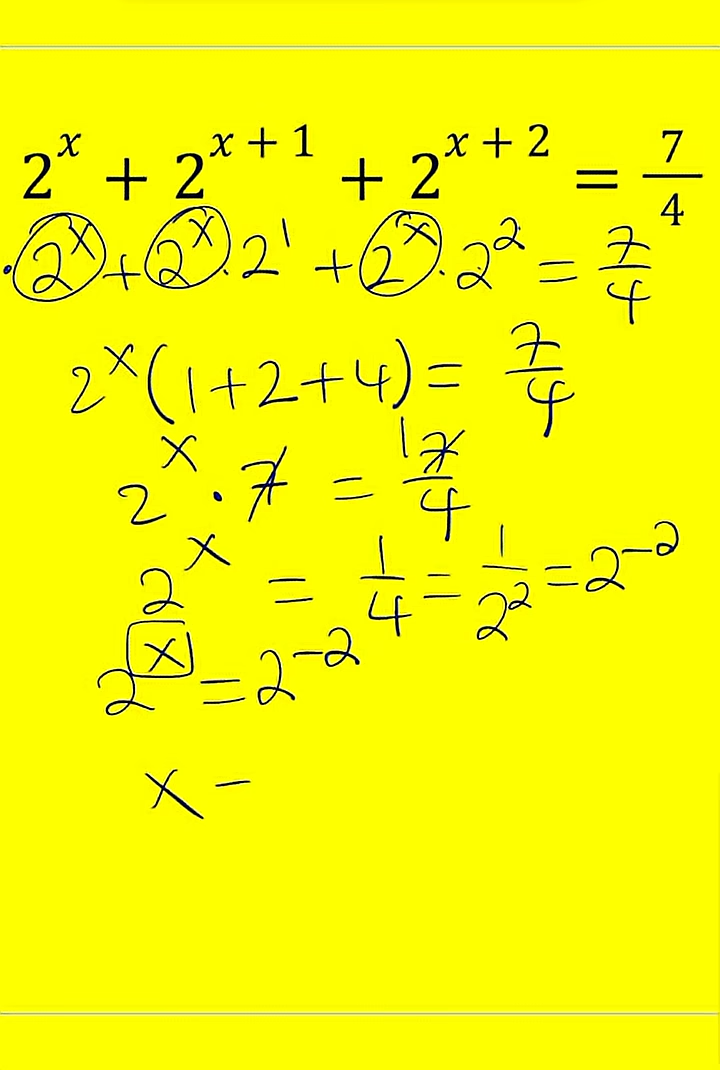 2^x + 2^(x + 1) + 2^(x + 2) = 7/4
·2^x + 2^x · 2^1 + 2^x · 2^2 = 7/4
2^x (1+2+4) = 7/4
2^x · 7 = 1 7/4
2^x = 1/4 = 1/2^2 = 2^-2
2^x = 2^-2
x -